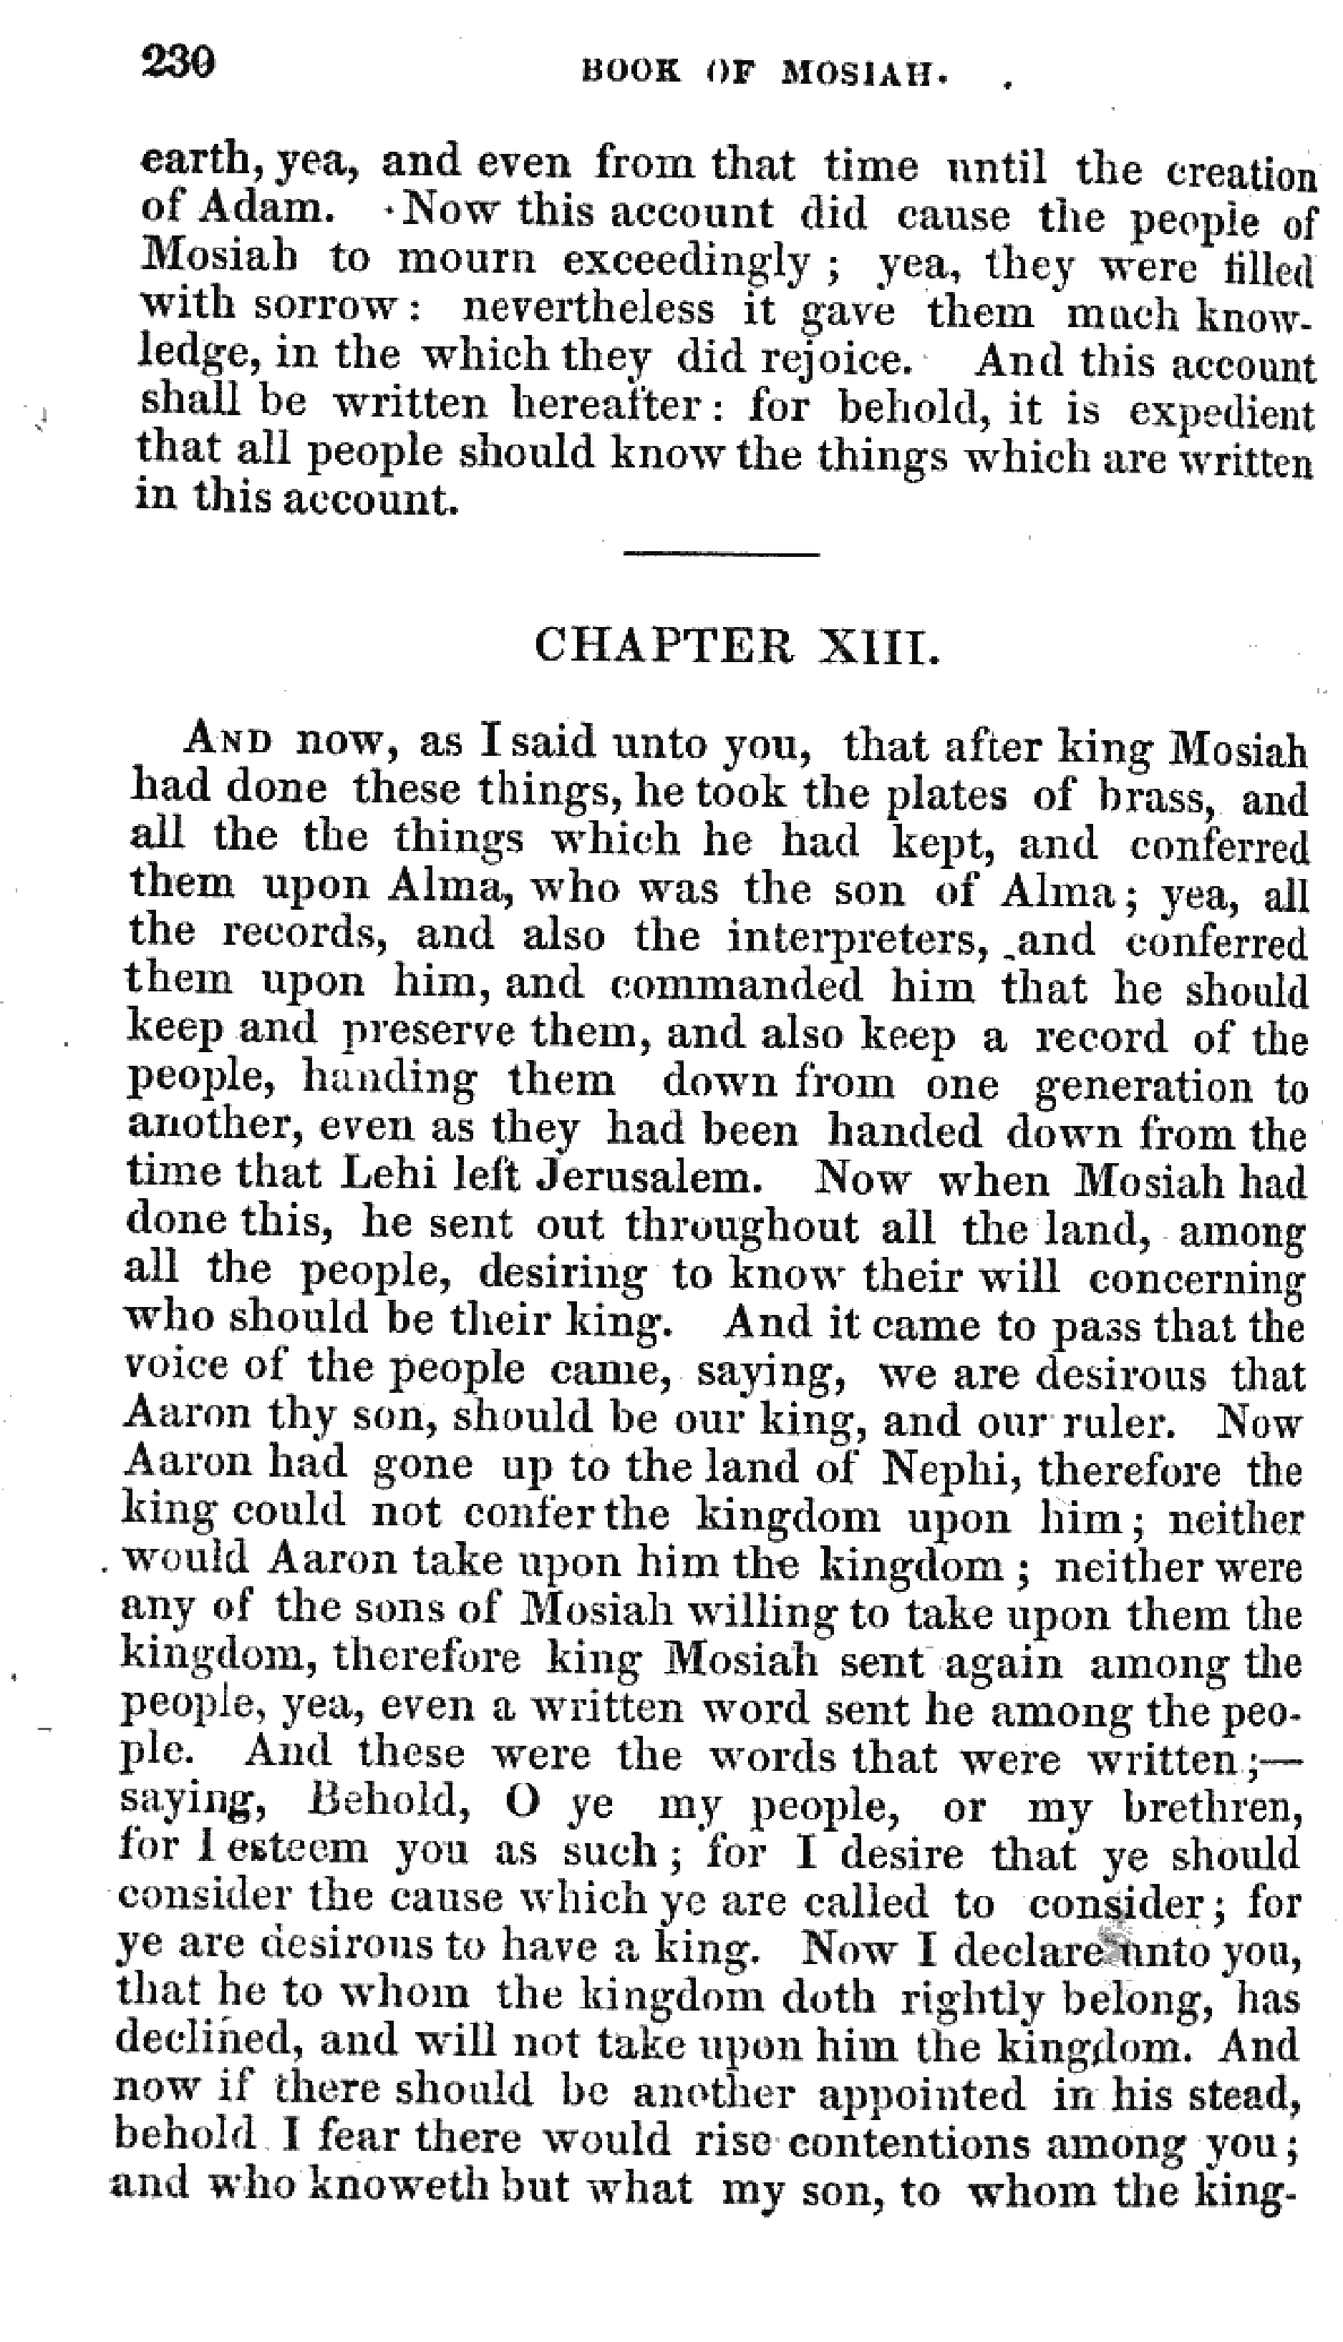 230
BOOK OF MOSIAH.
earth, yea, and even from that time until the creation
of Adam. Now this account did cause the people of
Mosiah to mourn exceedingly; yea, they were filled
with sorrow: nevertheless it gave them much know-
ledge, in the which they did rejoice. And this account
shall be written hereafter: for behold, it is expedient
that all people should know the things which are written
in this account.
CHAPTER XIII.
AND now, as I said unto you, that after king Mosiah
had done these things, he took the plates of brass, and
all the the things which he had kept, and conferred
them upon Alma, who was the son of Alma; yea, all
the records, and also the interpreters, and conferred
them upon him, and commanded him that he should
keep and preserve them, and also keep a record of the
people, handing them down from one generation to
another, even as they had been handed down from the
time that Lehi left Jerusalem. Now when Mosiah had
done this, he sent out throughout all the land, among
all the people, desiring to know their will concerning
who should be their king. And it came to pass that the
voice of the people came, saying, we are desirous that
Aaron thy son, should be our king, and our ruler. Now
Aaron had gone up to the land of Nephi, therefore the
king could not confer the kingdom upon him; neither
would Aaron take upon him the kingdom; neither were
any of the sons of Mosiah willing to take upon them the
kingdom, therefore king Mosiah sent again among the
people, yea, even a written word sent he among the peo-
ple. And these were the words that were written;—
saying, Behold, O ye my people, or my brethren,
for I esteem you as such; for I desire that ye should
consider the cause which ye are called to consider; for
ye are desirous to have a king. Now I declare unto you,
that he to whom the kingdom doth rightly belong, has
declined, and will not take upon him the kingdom. And
now if there should be another appointed in his stead,
behold I fear there would rise contentions among you;
and who knoweth but what my son, to whom the king-